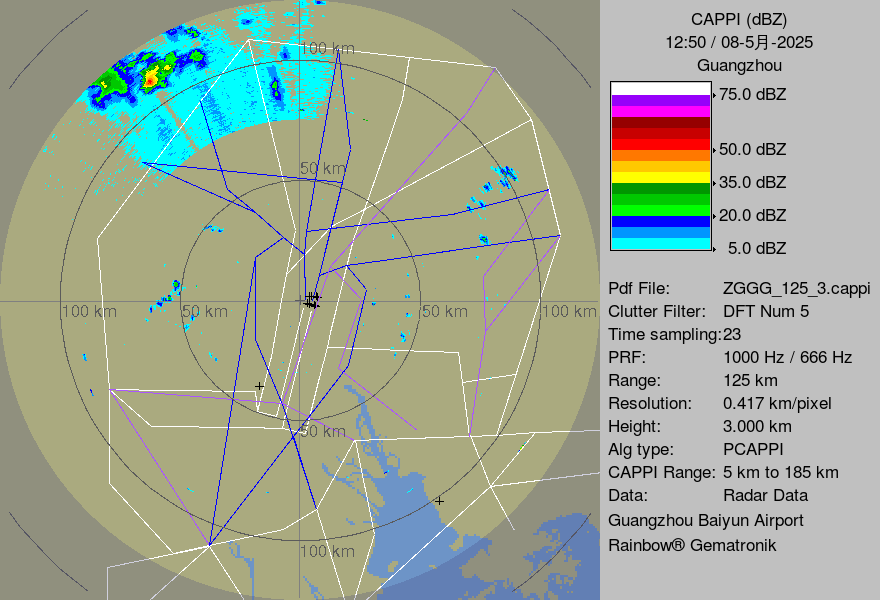 CAPPI (dBZ)
12:50 / 08-5月-2025
Guangzhou
75.0 dBZ
50.0 dBZ
35.0 dBZ
20.0 dBZ
5.0 dBZ
100 km
50 km
100 km
50 km
50 km
100 km
50 km
100 km
Pdf File: ZGGG_125_3.cappi
Clutter Filter: DFT Num 5
Time sampling:23
PRF: 1000 Hz / 666 Hz
Range: 125 km
Resolution: 0.417 km/pixel
Height: 3.000 km
Alg type: PCAPPI
CAPPI Range: 5 km to 185 km
Data: Radar Data
Guangzhou Baiyun Airport
Rainbow® Gematronik